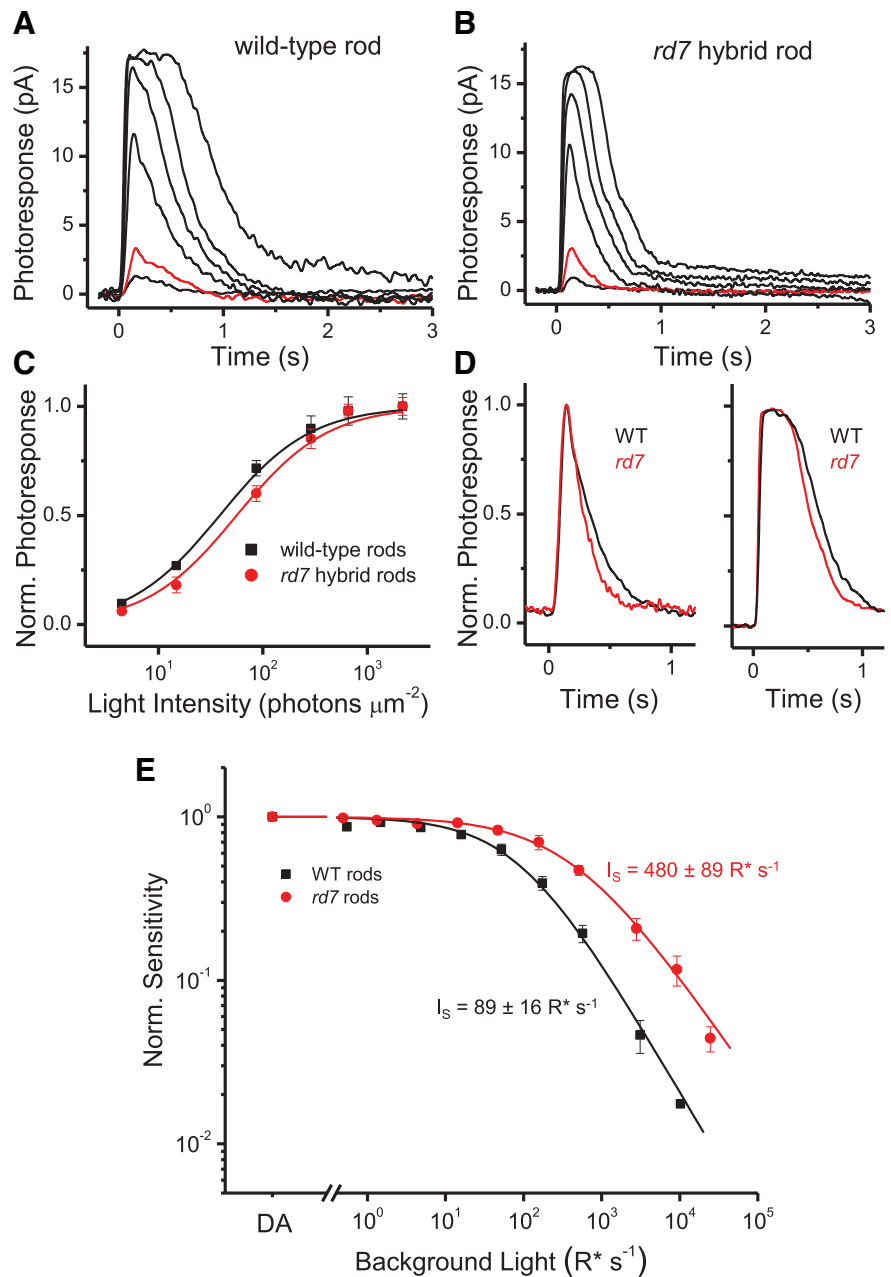 A
wild-type rod
Photoresponse (pA)
15
10
5
0
0
1
2
3
Time (s)
B
rd7 hybrid rod
Photoresponse (pA)
15
10
5
0
0
1
2
3
Time (s)
C
Norm. Photoresponse
1.0
0.5
0.0
wild-type rods
rd7 hybrid rods
10¹
10²
10³
Light Intensity (photons μm⁻²)
D
Norm. Photoresponse
1.0
0.5
0.0
WT
rd7
0
1
Time (s)
WT
rd7
0
1
Time (s)
E
Norm. Sensitivity
10⁰
10⁻¹
10⁻²
WT rods
rd7 rods
I_S = 480 ± 89 R* s⁻¹
I_S = 89 ± 16 R* s⁻¹
DA
10⁰
10¹
10²
10³
10⁴
10⁵
Background Light (R* s⁻¹)